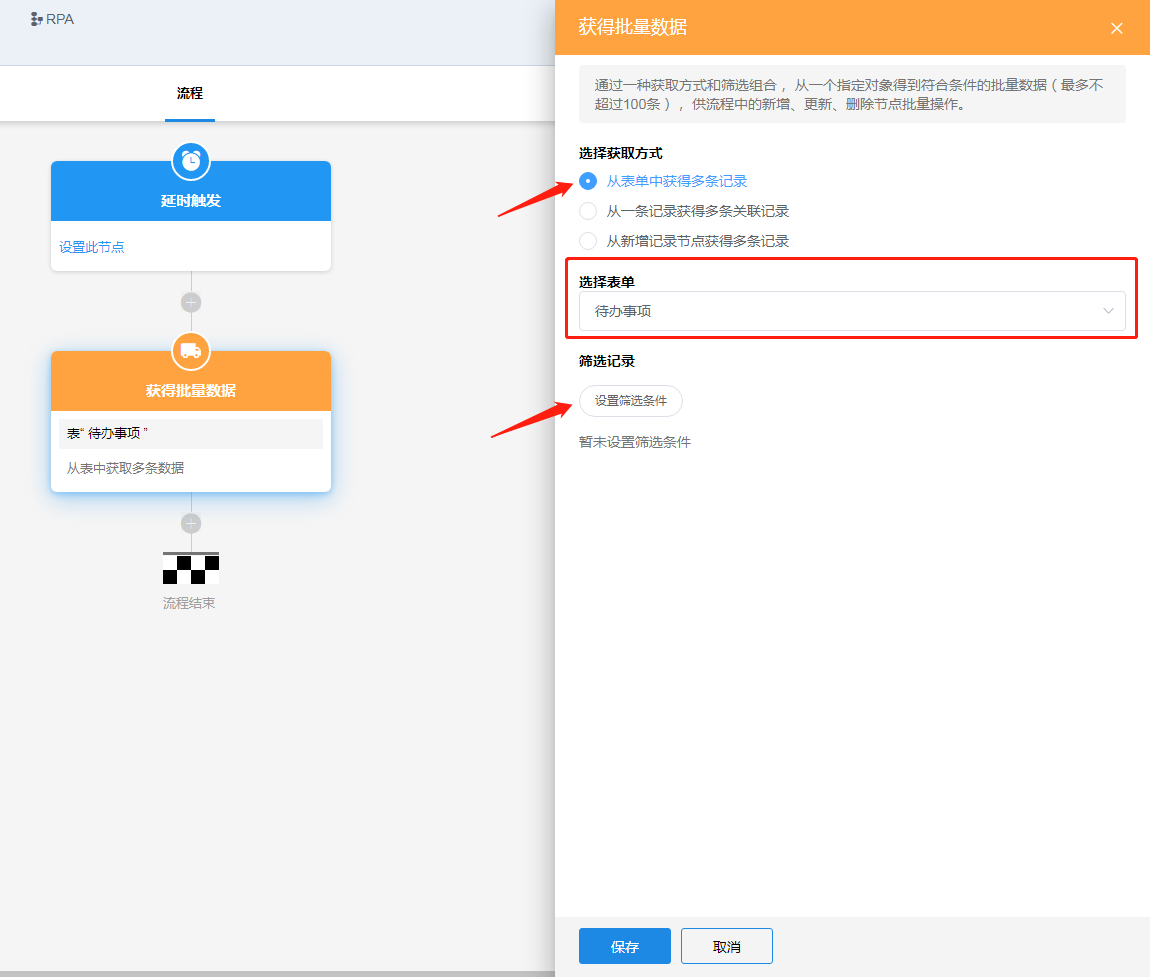 RPA
流程
延时触发
设置此节点
获得批量数据
表“ 待办事项 ”
从表中获取多条数据
流程结束
获得批量数据
通过一种获取方式和筛选组合 ，从一个指定对象得到符合条件的批量数据（ 最多不
超过100条 ），供流程中的新增、更新、删除节点批量操作。
选择获取方式
从表单中获得多条记录
从一条记录获得多条关联记录
从新增记录节点获得多条记录
选择表单
待办事项
筛选记录
设置筛选条件
暂未设置筛选条件
保存
取消